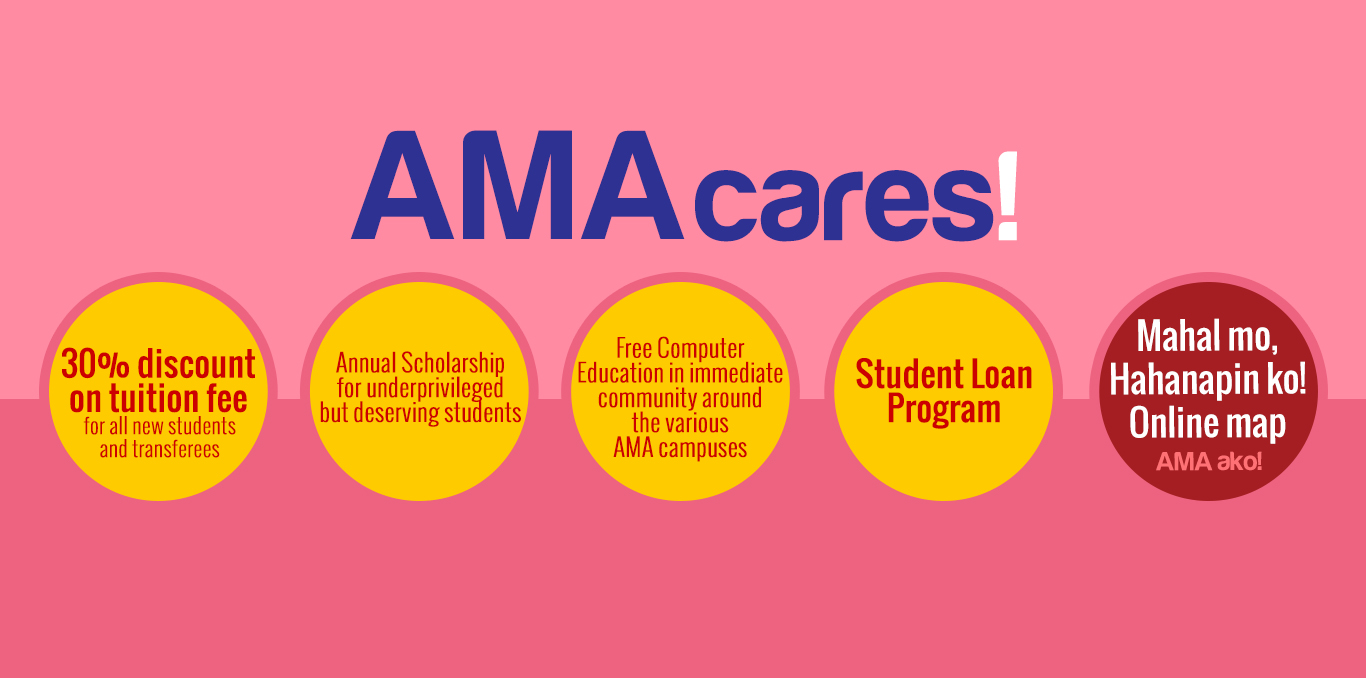 AMA cares!
30% discount
on tuition fee
for all new students
and transferees
Annual Scholarship
for underprivileged
but deserving students
Free Computer
Education in immediate
community around
the various
AMA campuses
Student Loan
Program
Mahal mo,
Hahanapin ko!
Online map
AMA ako!